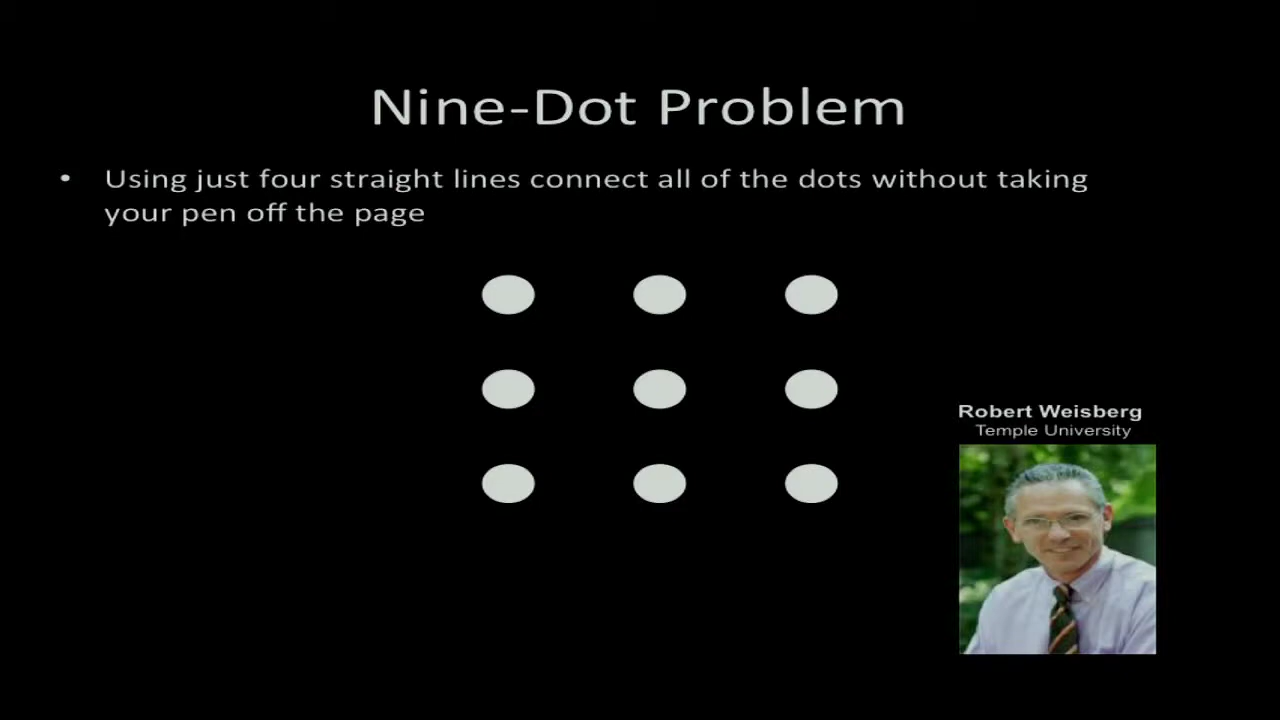 Nine-Dot Problem
• Using just four straight lines connect all of the dots without taking
your pen off the page
Robert Weisberg
Temple University